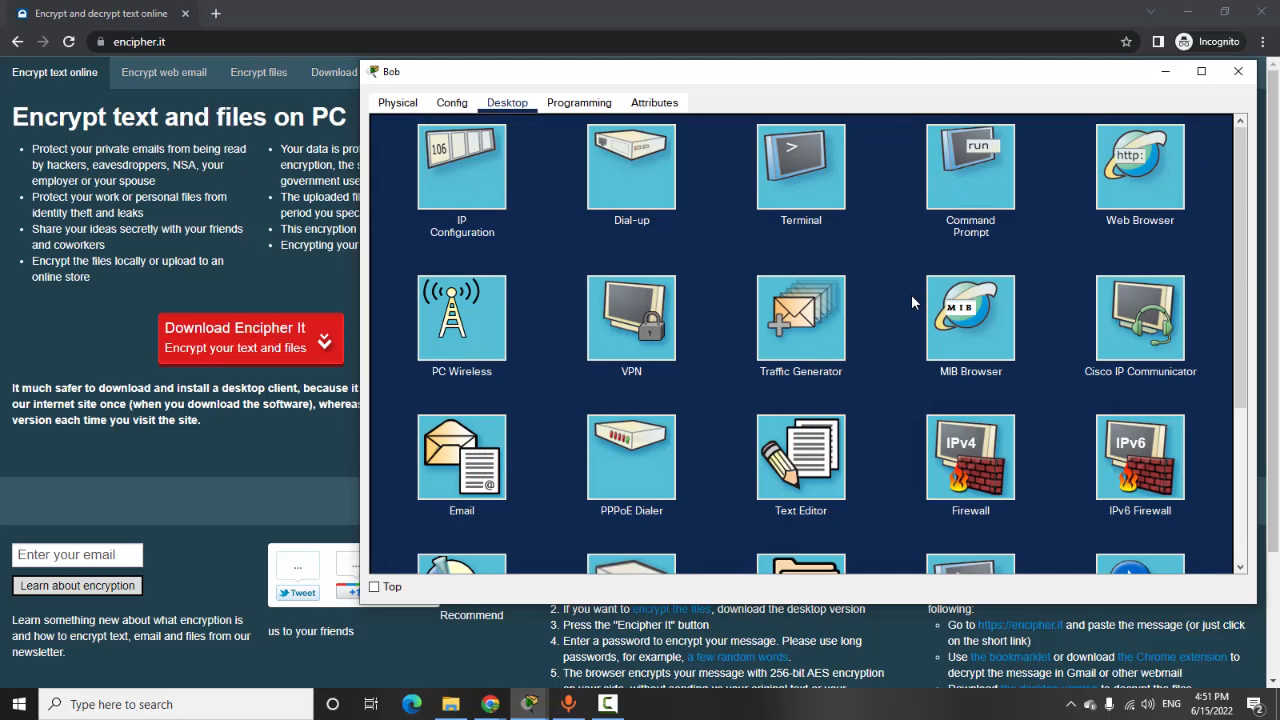 Encrypt and decrypt text online
encipher.it
Incognito
Encrypt text online
Encrypt web email
Encrypt files
Download
Encrypt text and files on PC
Protect your private emails from being read
by hackers, eavesdroppers, NSA, your
employer or your spouse
Protect your work or personal files from
identity theft and leaks
Share your ideas secretly with your friends
and coworkers
Encrypt the files locally or upload to an
online store
Your data is
encryption, the
government
The uploaded
period you
This encryption
Encrypting your
Download Encipher It
Encrypt your text and files
It much safer to download and install a desktop client, because it
our internet site once (when you download the software), whereas
version each time you visit the site.
Enter your email
Learn about encryption
Learn something new about what encryption is
and how to encrypt text, email and files from our
newsletter.
...
Tweet
Recommend
us to your friends
Bob
Physical
Config
Desktop
Programming
Attributes
106
IP
Configuration
Dial-up
>
Terminal
run
Command
Prompt
http:
Web Browser
PC Wireless
VPN
Traffic Generator
MIB
MIB Browser
Cisco IP Communicator
@
Email
PPPoE Dialer
Text Editor
IPv4
Firewall
IPv6
IPv6 Firewall
Top
2. If you want to encrypt the files, download the desktop version
3. Press the "Encipher It" button
4. Enter a password to encrypt your message. Please use long
passwords, for example, a few random words.
5. The browser encrypts your message with 256-bit AES encryption
following:
Go to https://encipher.it and paste the message (or just click
on the short link)
Use the bookmarklet or download the Chrome extension to
decrypt the message in Gmail or other webmail
Type here to search
4:51 PM
6/15/2022
2